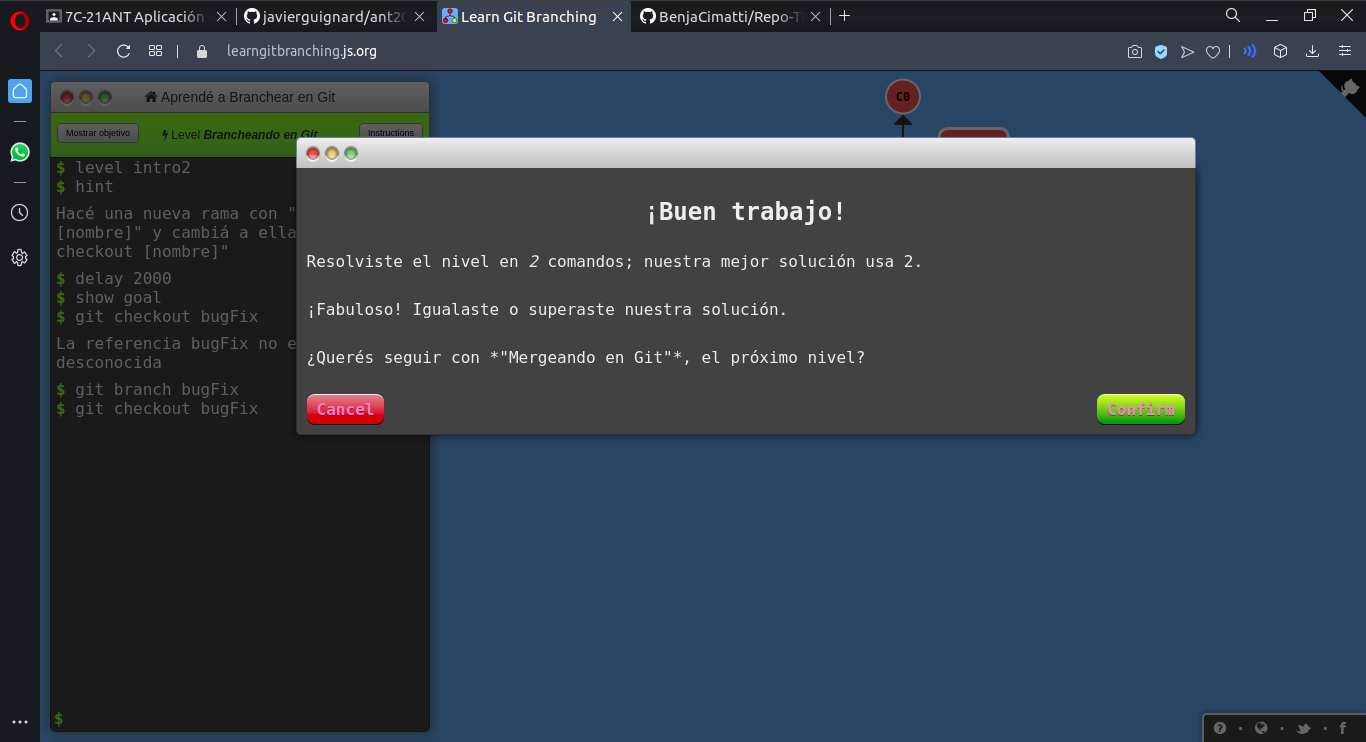 7C-21ANT Aplicación
javierguignard/ant20
Learn Git Branching
BenjaCimatti/Repo-T
learngitbranching.js.org
Aprendé a Branchear en Git
Mostrar objetivo
Level Brancheando en Git
Instructions
$ level intro2
$ hint
Hacé una nueva rama con "
[nombre]" y cambiá a ella
checkout [nombre]"
$ delay 2000
$ show goal
$ git checkout bugFix
La referencia bugFix no e
desconocida
$ git branch bugFix
$ git checkout bugFix
$
C0
¡Buen trabajo!
Resolviste el nivel en 2 comandos; nuestra mejor solución usa 2.
¡Fabuloso! Igualaste o superaste nuestra solución.
¿Querés seguir con *"Mergeando en Git"*, el próximo nivel?
Cancel
Confirm